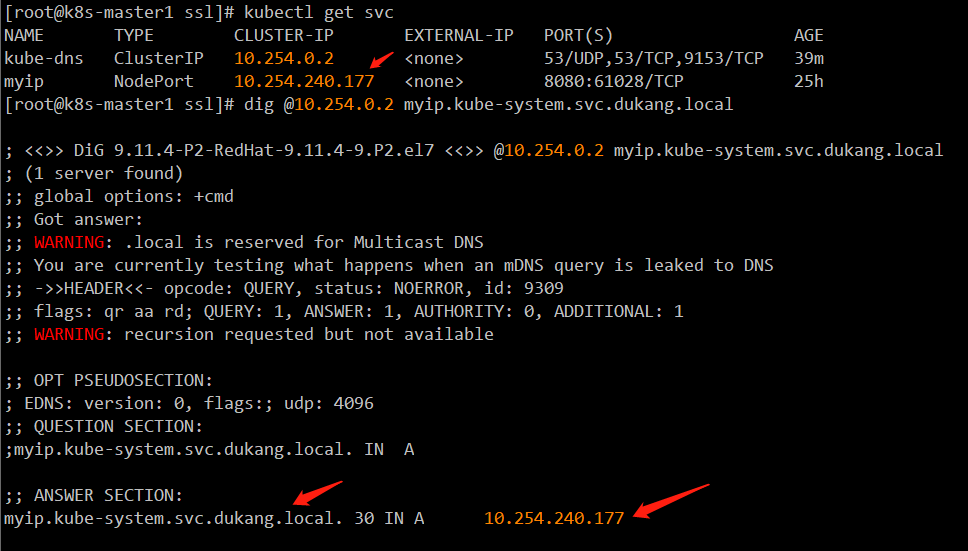 [root@k8s-master1 ssl]# kubectl get svc
NAME       TYPE        CLUSTER-IP       EXTERNAL-IP   PORT(S)                  AGE
kube-dns   ClusterIP   10.254.0.2       <none>        53/UDP,53/TCP,9153/TCP   39m
myip       NodePort    10.254.240.177   <none>        8080:61028/TCP           25h
[root@k8s-master1 ssl]# dig @10.254.0.2 myip.kube-system.svc.dukang.local

; <<>> DiG 9.11.4-P2-RedHat-9.11.4-9.P2.el7 <<>> @10.254.0.2 myip.kube-system.svc.dukang.local
; (1 server found)
;; global options: +cmd
;; Got answer:
;; WARNING: .local is reserved for Multicast DNS
;; You are currently testing what happens when an mDNS query is leaked to DNS
;; ->>HEADER<<- opcode: QUERY, status: NOERROR, id: 9309
;; flags: qr aa rd; QUERY: 1, ANSWER: 1, AUTHORITY: 0, ADDITIONAL: 1
;; WARNING: recursion requested but not available

;; OPT PSEUDOSECTION:
; EDNS: version: 0, flags:; udp: 4096
;; QUESTION SECTION:
;myip.kube-system.svc.dukang.local. IN  A

;; ANSWER SECTION:
myip.kube-system.svc.dukang.local. 30 IN A      10.254.240.177